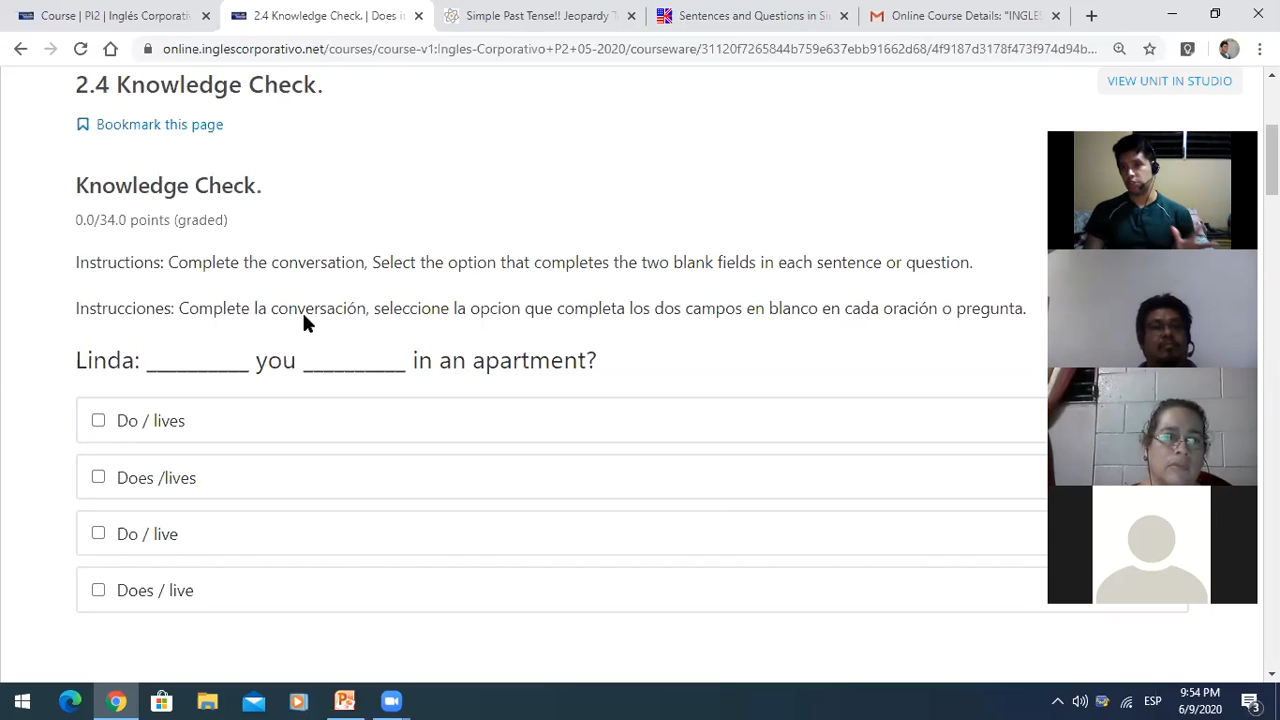 Course | PI2 | Inglés Corporativ
2.4 Knowledge Check. | Does it
Simple Past Tense!! Jeopardy T
Sentences and Questions in Si
Online Course Details: "INGLES
online.inglescorporativo.net/courses/course-v1:Ingles-Corporativo+P2+05-2020/courseware/31120f7265844b759e637ebb91662d68/4f9187d3178f473f974d94b...
2.4 Knowledge Check.
VIEW UNIT IN STUDIO
Bookmark this page
Knowledge Check.
0.0/34.0 points (graded)
Instructions: Complete the conversation, Select the option that completes the two blank fields in each sentence or question.
Instrucciones: Complete la conversación, seleccione la opcion que completa los dos campos en blanco en cada oración o pregunta.
Linda: __________ you __________ in an apartment?
Do / lives
Does /lives
Do / live
Does / live
ESP
9:54 PM
6/9/2020
3